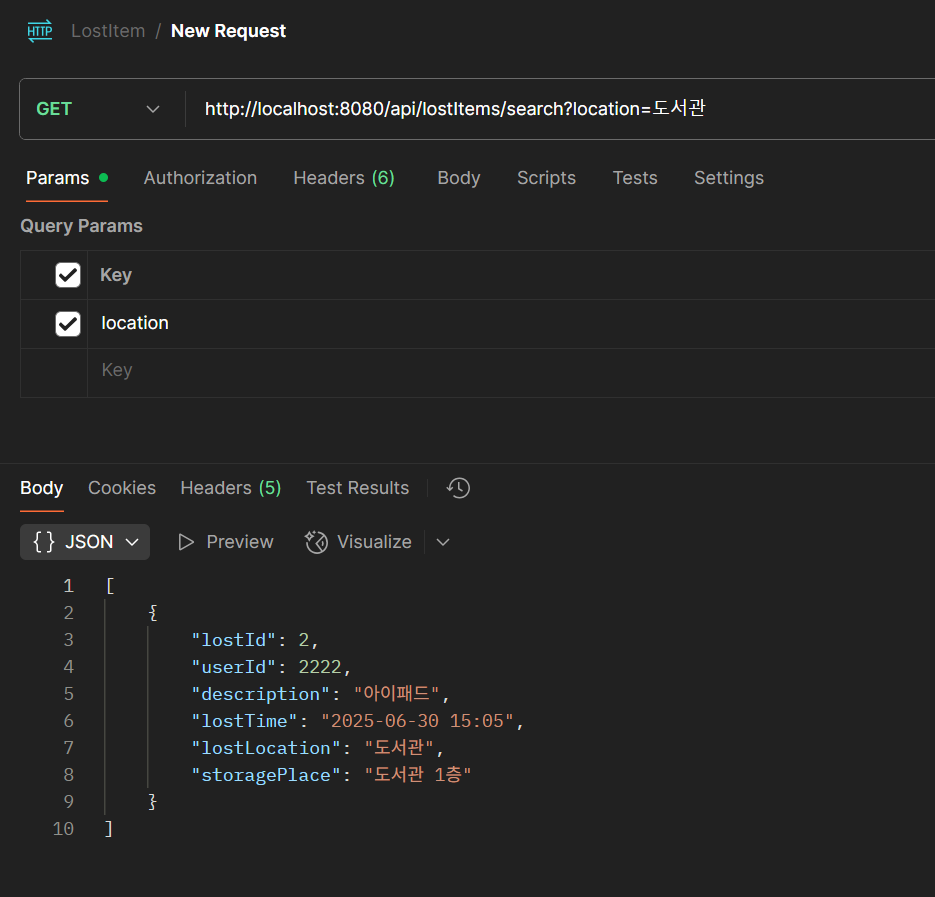 HTTP LostItem / New Request
GET http://localhost:8080/api/lostItems/search?location=도서관
Params Authorization Headers (6) Body Scripts Tests Settings
Query Params
Key
location
Key
Body Cookies Headers (5) Test Results
{} JSON Preview Visualize
1 [
2 {
3 "lostId": 2,
4 "userId": 2222,
5 "description": "아이패드",
6 "lostTime": "2025-06-30 15:05",
7 "lostLocation": "도서관",
8 "storagePlace": "도서관 1층"
9 }
10 ]